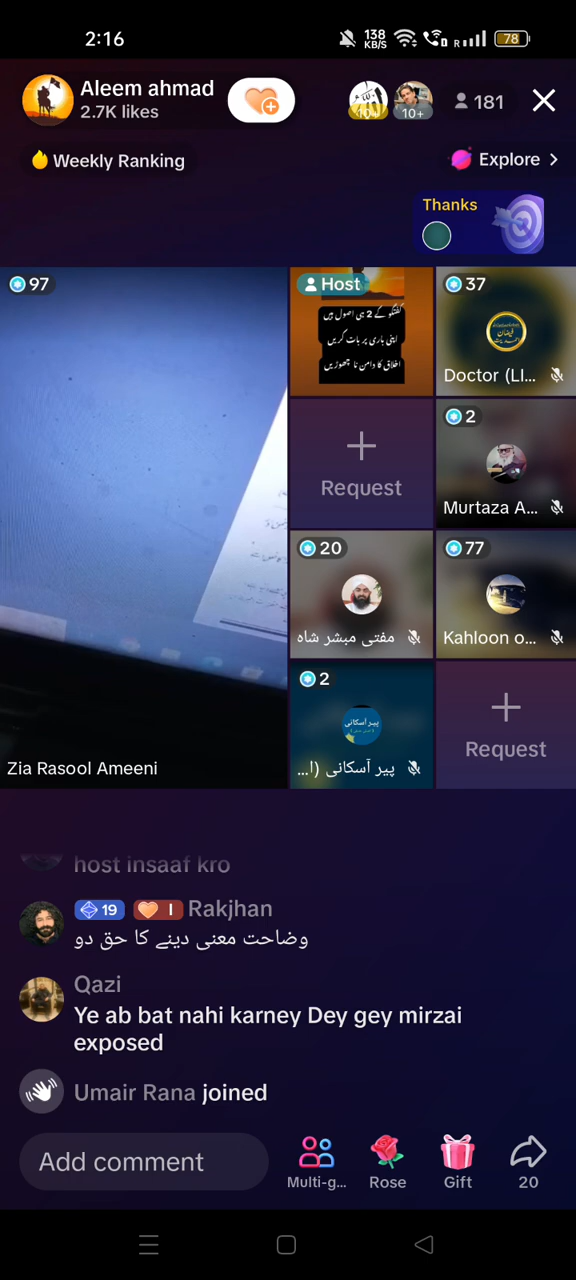 2:16
138
KB/S
R
78
Aleem ahmad
2.7K likes
10+
10+
181
Weekly Ranking
Explore
Thanks
97
Host
گفتگو کے 2 ہی اصول ہیں
اپنی باری پر بات کریں
اخلاق کا دامن نا چھوڑیں
37
Doctor (LI...
Request
2
Murtaza A...
20
مفتی مبشر شاہ
77
Kahloon o...
2
پیر آسکانی
پیر آسکانی (ا...
Request
Zia Rasool Ameeni
host insaaf kro
19
I
Rakjhan
وضاحت معنی دینے کا حق دو
Qazi
Ye ab bat nahi karney Dey gey mirzai
exposed
Umair Rana joined
Add comment
Multi-g...
Rose
Gift
20